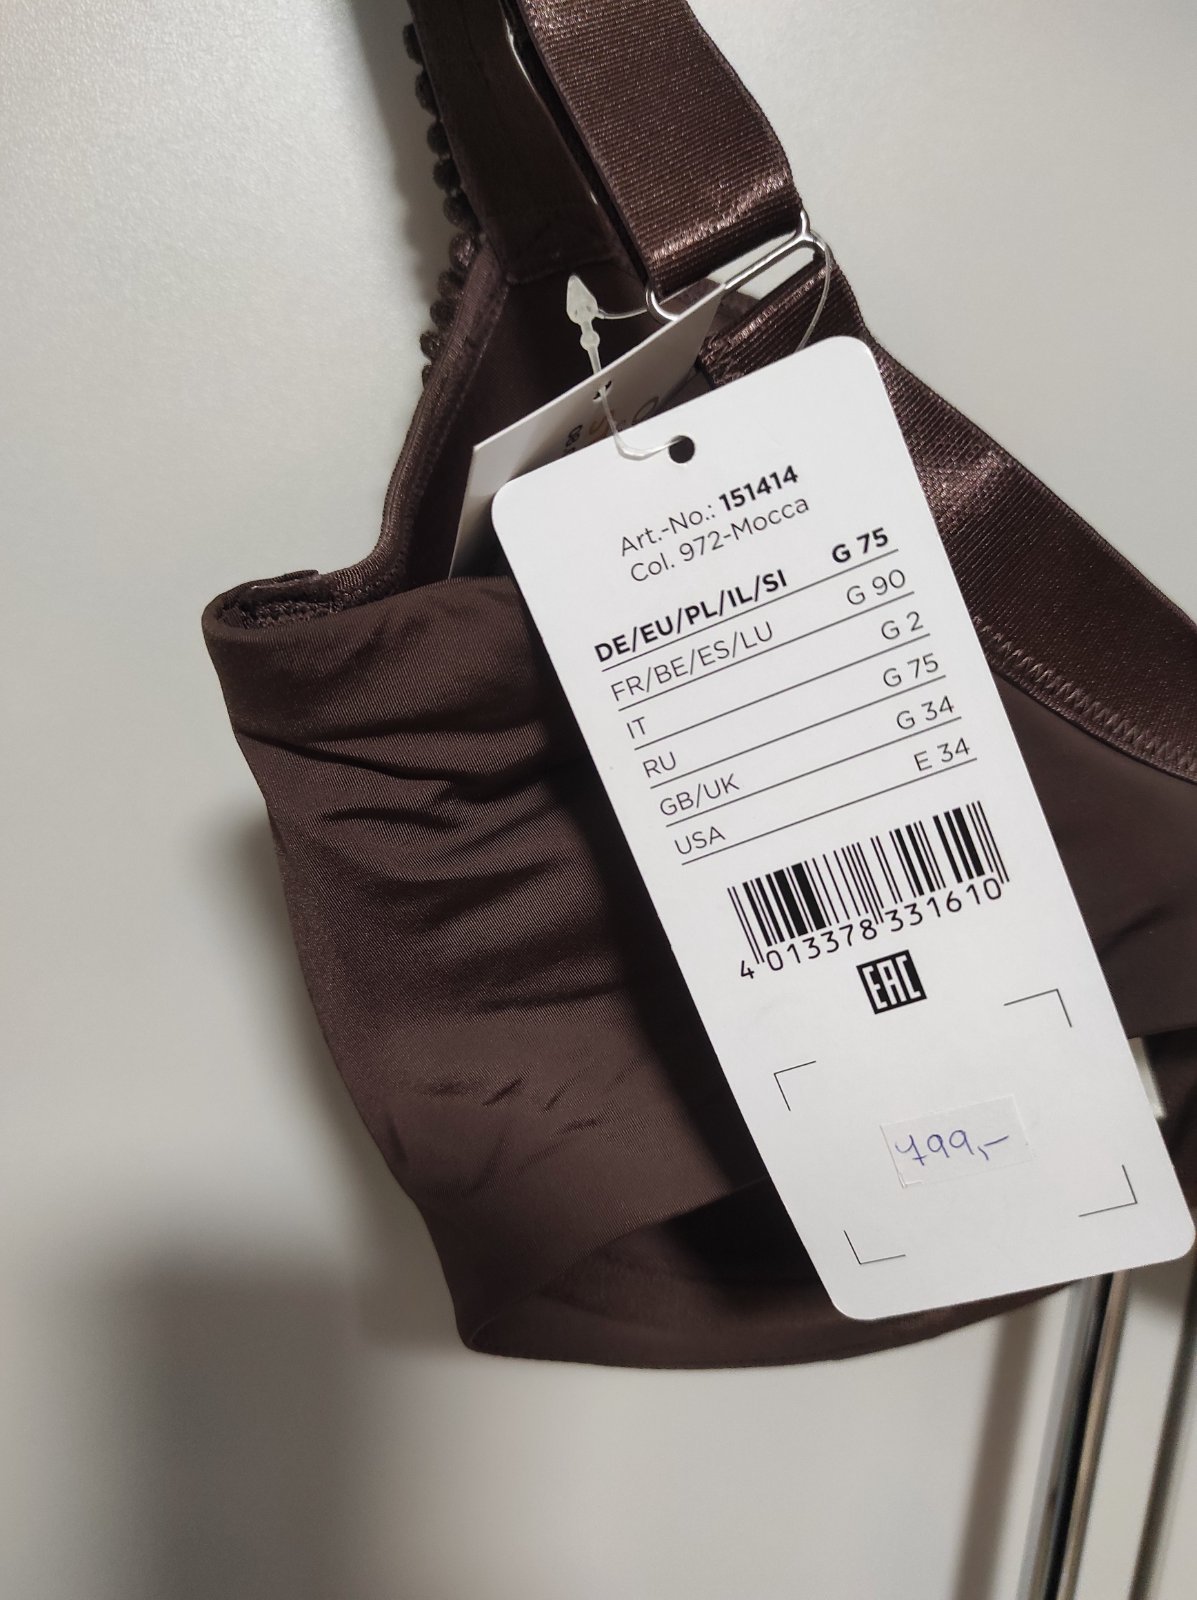 Art.-No.: 151414
Col. 972-Mocca
DE/EU/PL/IL/SI G 75
FR/BE/ES/LU G 90
IT G 2
RU G 75
GB/UK G 34
USA E 34
4 013378 331610
EAC
799,-